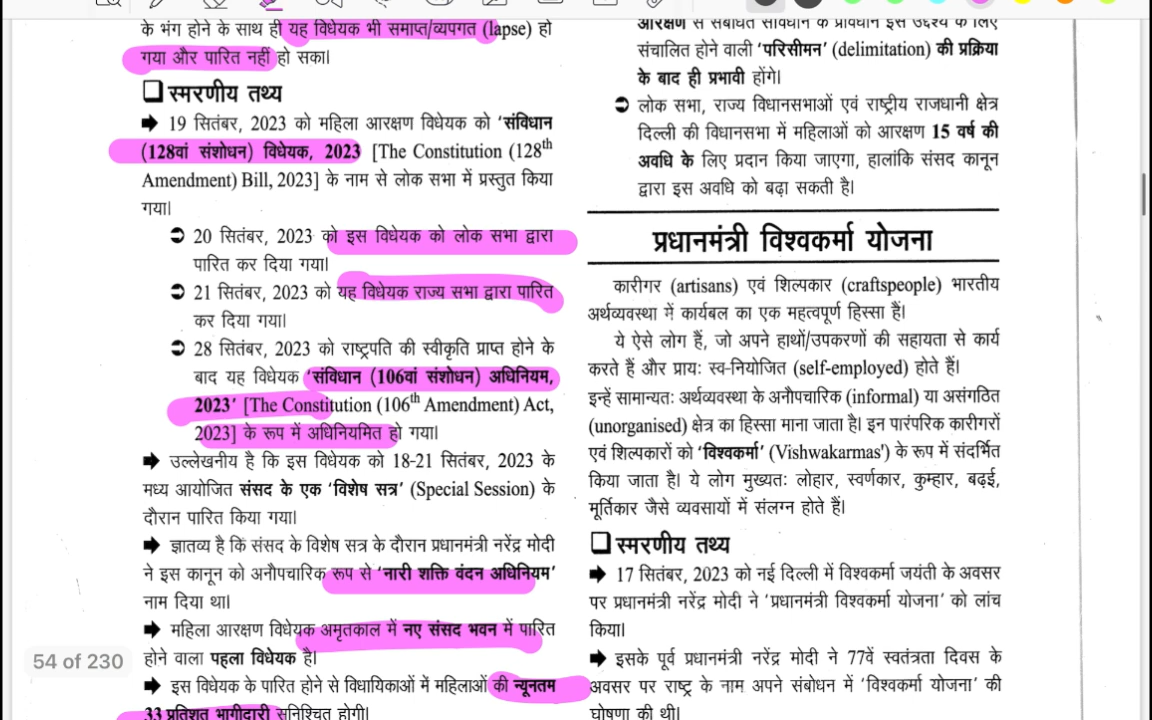 के भंग होने के साथ ही यह विधेयक भी समाप्त/व्यपगत (lapse) हो
गया और पारित नहीं हो सका।
❑ स्मरणीय तथ्य
➡ 19 सितंबर, 2023 को महिला आरक्षण विधेयक को ‘संविधान
(128वां संशोधन) विधेयक, 2023 [The Constitution (128th
Amendment) Bill, 2023] के नाम से लोक सभा में प्रस्तुत किया
गया।
➲ 20 सितंबर, 2023 को इस विधेयक को लोक सभा द्वारा
पारित कर दिया गया।
➲ 21 सितंबर, 2023 को यह विधेयक राज्य सभा द्वारा पारित
कर दिया गया।
➲ 28 सितंबर, 2023 को राष्ट्रपति की स्वीकृति प्राप्त होने के
बाद यह विधेयक ‘संविधान (106वां संशोधन) अधिनियम,
2023’ [The Constitution (106th Amendment) Act,
2023] के रूप में अधिनियमित हो गया।
➡ उल्लेखनीय है कि इस विधेयक को 18-21 सितंबर, 2023 के
मध्य आयोजित संसद के एक ‘विशेष सत्र’ (Special Session) के
दौरान पारित किया गया।
➡ ज्ञातव्य है कि संसद के विशेष सत्र के दौरान प्रधानमंत्री नरेंद्र मोदी
ने इस कानून को अनौपचारिक रूप से ‘नारी शक्ति वंदन अधिनियम’
नाम दिया था।
➡ महिला आरक्षण विधेयक अमृतकाल में नए संसद भवन में पारित
होने वाला पहला विधेयक है।
➡ इस विधेयक के पारित होने से विधायिकाओं में महिलाओं की न्यूनतम
33 प्रतिशत भागीदारी सुनिश्चित होगी।
आरक्षण से संबंधित संविधान के प्रावधान इस उद्देश्य के लिए
संचालित होने वाली ‘परिसीमन’ (delimitation) की प्रक्रिया
के बाद ही प्रभावी होंगे।
➲ लोक सभा, राज्य विधानसभाओं एवं राष्ट्रीय राजधानी क्षेत्र
दिल्ली की विधानसभा में महिलाओं को आरक्षण 15 वर्ष की
अवधि के लिए प्रदान किया जाएगा, हालांकि संसद कानून
द्वारा इस अवधि को बढ़ा सकती है।
प्रधानमंत्री विश्वकर्मा योजना
कारीगर (artisans) एवं शिल्पकार (craftspeople) भारतीय
अर्थव्यवस्था में कार्यबल का एक महत्वपूर्ण हिस्सा हैं।
ये ऐसे लोग हैं, जो अपने हाथों/उपकरणों की सहायता से कार्य
करते हैं और प्रायः स्व-नियोजित (self-employed) होते हैं।
इन्हें सामान्यतः अर्थव्यवस्था के अनौपचारिक (informal) या असंगठित
(unorganised) क्षेत्र का हिस्सा माना जाता है। इन पारंपरिक कारीगरों
एवं शिल्पकारों को ‘विश्वकर्मा’ (Vishwakarmas') के रूप में संदर्भित
किया जाता है। ये लोग मुख्यतः लोहार, स्वर्णकार, कुम्हार, बढ़ई,
मूर्तिकार जैसे व्यवसायों में संलग्न होते हैं।
❑ स्मरणीय तथ्य
➡ 17 सितंबर, 2023 को नई दिल्ली में विश्वकर्मा जयंती के अवसर
पर प्रधानमंत्री नरेंद्र मोदी ने ‘प्रधानमंत्री विश्वकर्मा योजना’ को लांच
किया।
➡ इसके पूर्व प्रधानमंत्री नरेंद्र मोदी ने 77वें स्वतंत्रता दिवस के
अवसर पर राष्ट्र के नाम अपने संबोधन में ‘विश्वकर्मा योजना’ की
घोषणा की थी।
54 of 230